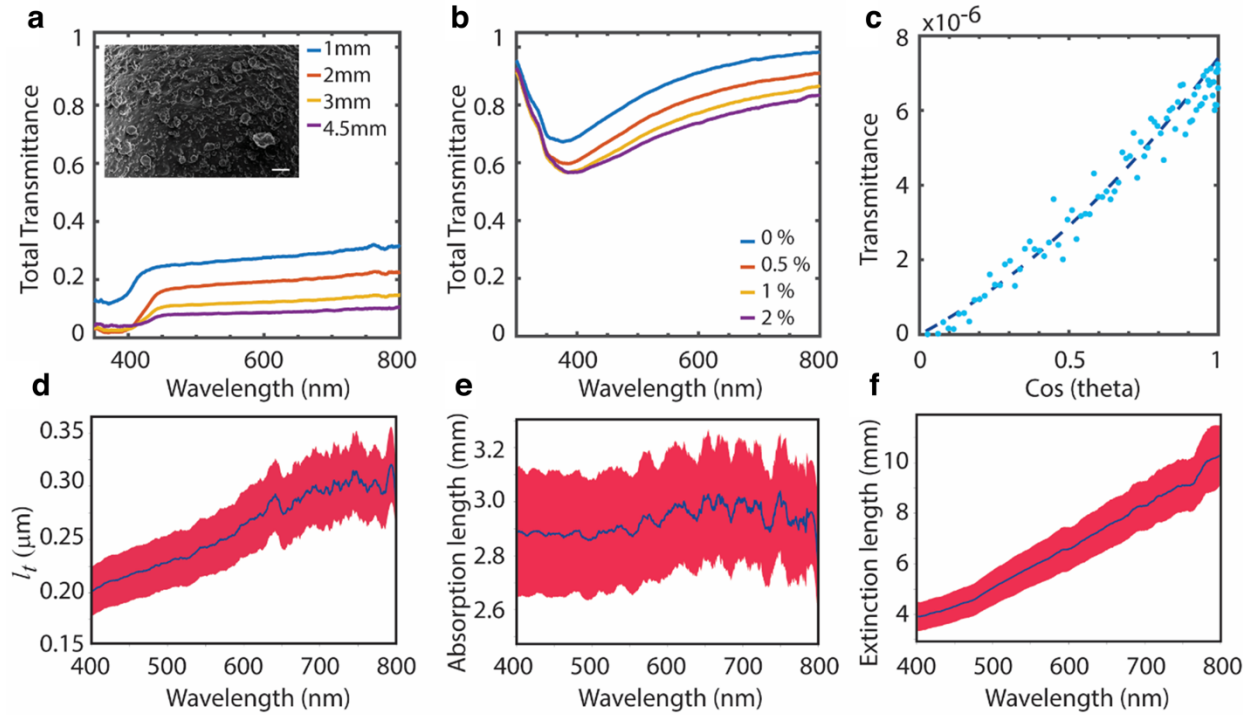 a
1
0.8
0.6
0.4
0.2
0
Total Transmittance
1mm
2mm
3mm
4.5mm
400
600
800
Wavelength (nm)
b
1
0.8
0.6
0.4
0.2
0
Total Transmittance
0 %
0.5 %
1 %
2 %
400
600
800
Wavelength (nm)
c
x10-6
8
6
4
2
0
Transmittance
0
0.5
1
Cos (theta)
d
0.35
0.30
0.25
0.20
0.15
lt (μm)
400 500 600 700 800
Wavelength (nm)
e
3.2
3.0
2.8
2.6
Absorption length (mm)
400 500 600 700 800
Wavelength (nm)
f
10
8
6
4
Extinction length (mm)
400 500 600 700 800
Wavelength (nm)